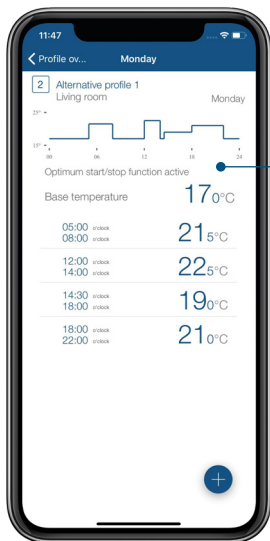 11:47
Profile ov... Monday
2 Alternative profile 1
Living room Monday
25°
15°
00 06 12 18 24
Optimum start/stop function active
Base temperature 17 0°C
05:00 o'clock
08:00 o'clock 21 5°C
12:00 o'clock
14:00 o'clock 22 5°C
14:30 o'clock
18:00 o'clock 19 0°C
18:00 o'clock
22:00 o'clock 21 0°C